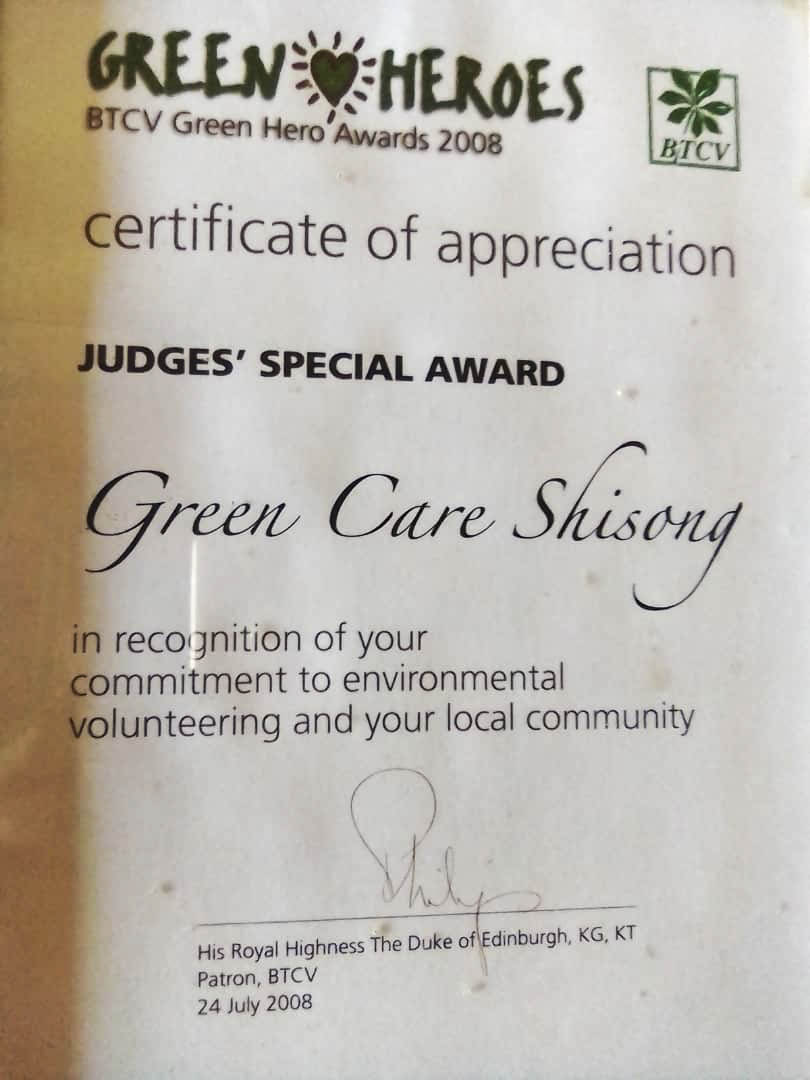 GREEN HEROES
BTCV Green Hero Awards 2008
BTCV
certificate of appreciation
JUDGES' SPECIAL AWARD
Green Care Shisong
in recognition of your
commitment to environmental
volunteering and your local community
Philip
His Royal Highness The Duke of Edinburgh, KG, KT
Patron, BTCV
24 July 2008